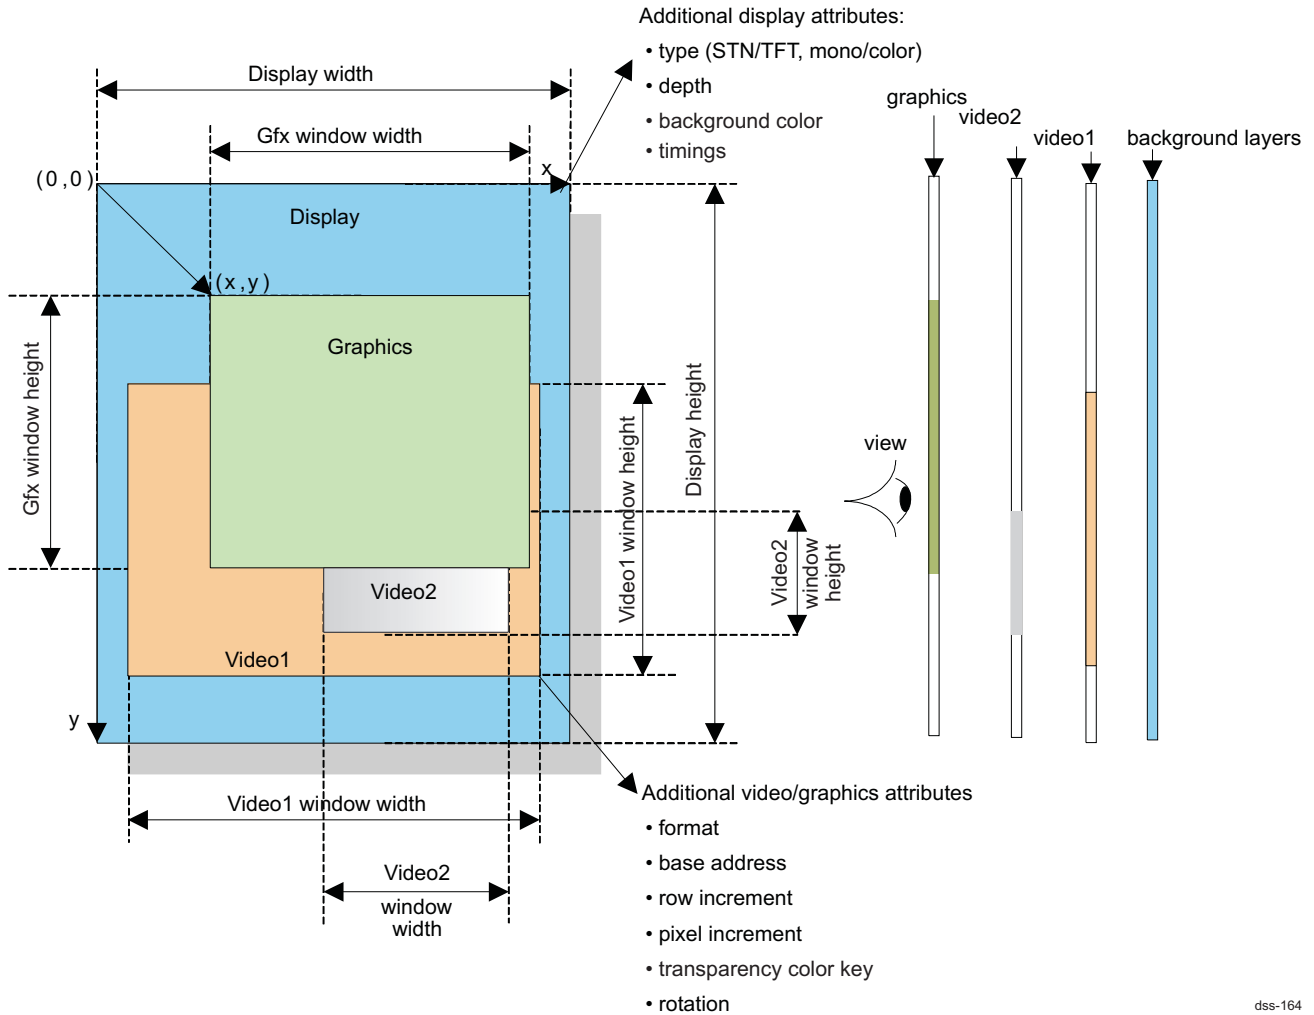 Additional display attributes:
• type (STN/TFT, mono/color)
• depth
• background color
• timings
Display width
Gfx window width
(0,0)
x
Display
(x,y)
Graphics
Gfx window height
Video1 window height
Display height
Video2
window
height
Video2
Video1
y
Video1 window width
Video2
window
width
graphics
video2
video1
background layers
view
Additional video/graphics attributes
• format
• base address
• row increment
• pixel increment
• transparency color key
• rotation
dss-164